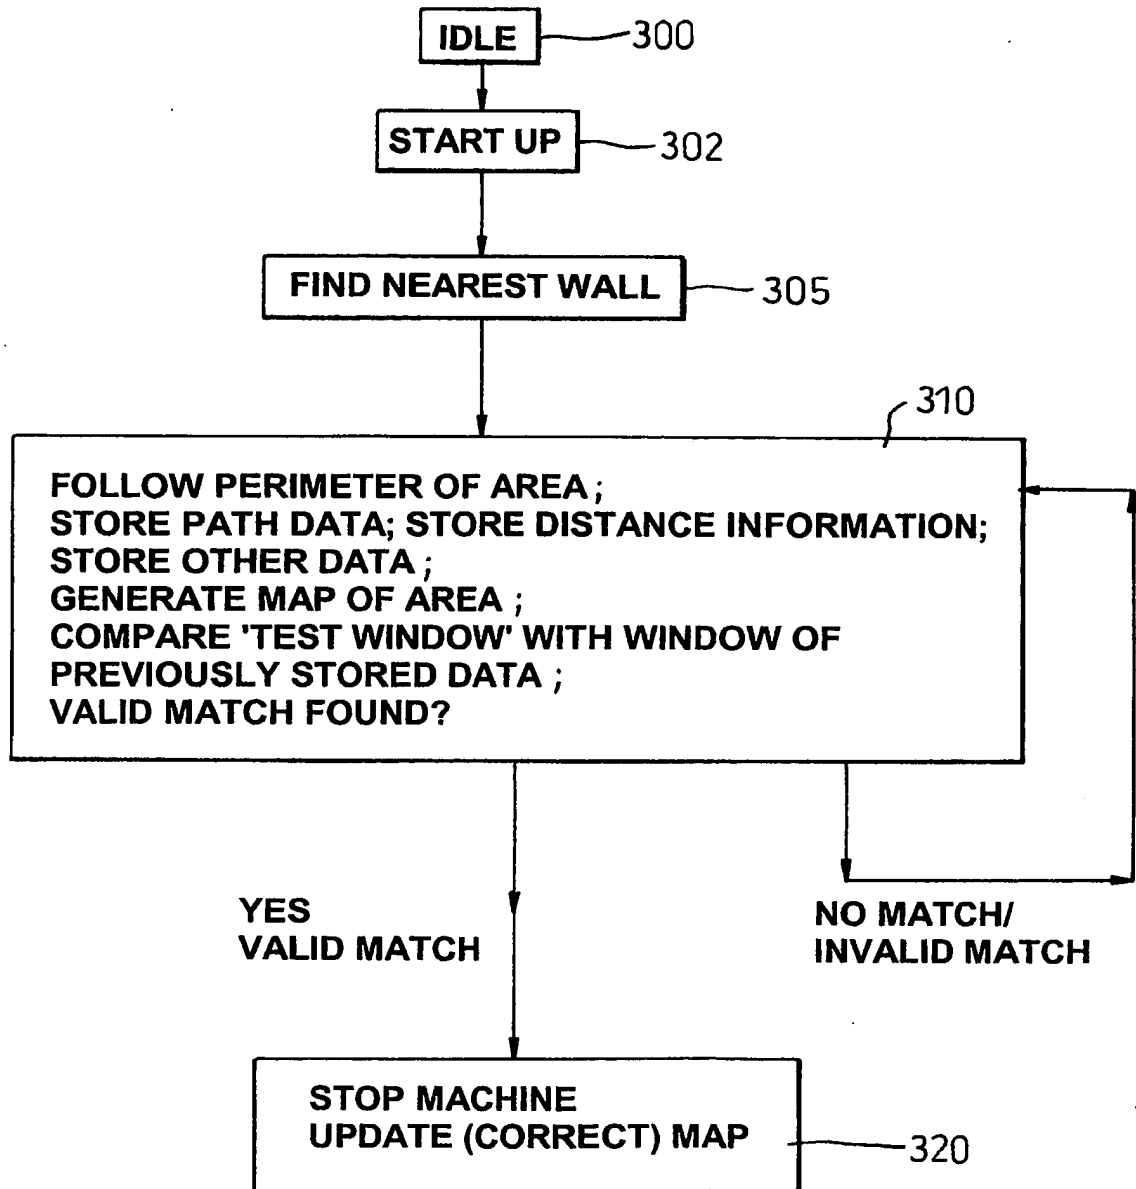 IDLE 300
START UP 302
FIND NEAREST WALL 305
310
FOLLOW PERIMETER OF AREA ;
STORE PATH DATA; STORE DISTANCE INFORMATION;
STORE OTHER DATA ;
GENERATE MAP OF AREA ;
COMPARE 'TEST WINDOW' WITH WINDOW OF
PREVIOUSLY STORED DATA ;
VALID MATCH FOUND?
YES
VALID MATCH
NO MATCH/
INVALID MATCH
STOP MACHINE
UPDATE (CORRECT) MAP 320